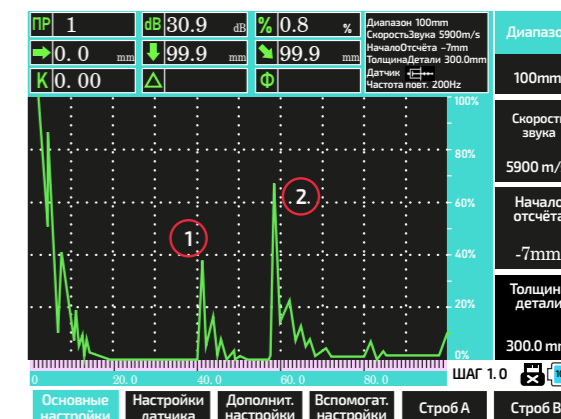 ПР 1 dB 30.9 dB % 0.8 %
0. 0 mm 99.9 mm 99.9 mm
K 0. 00 Δ Ф
Диапазон 100mm
СкоростьЗвука 5900m/s
НачалоОтсчёта -7mm
ТолщинаДетали 300.0mm
Датчик
Частота повт. 200Hz
100%
80%
60%
40%
20%
0%
1
2
0 20. 0 40. 0 60. 0 80. 0
ШАГ 1.0
Диапазо
100mm
Скорость
звука
5900 m/
Начало
отсчёта
-7mm
Толщин
детали
300.0 mm
Основные
настройки
Настройки
датчика
Дополнит.
настройки
Вспомогат.
настройки
Строб А
Строб В